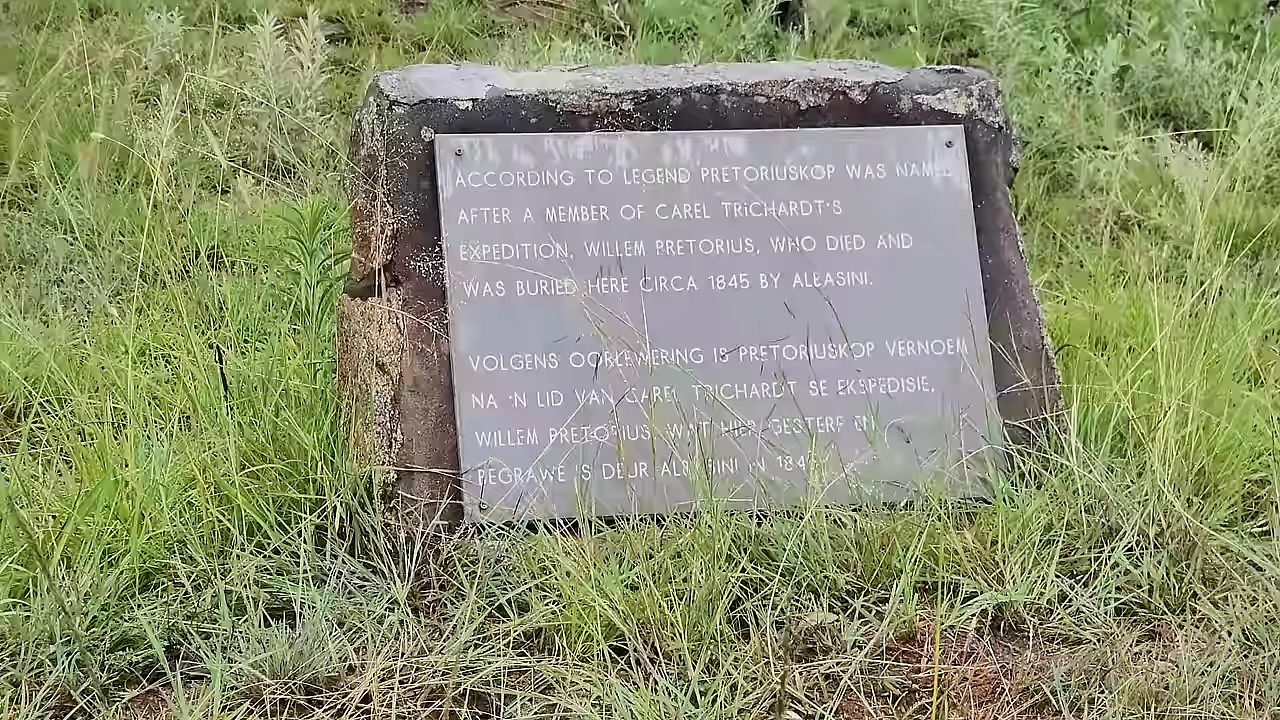 ACCORDING TO LEGEND PRETORIUSKOP WAS NAMED
AFTER A MEMBER OF CAREL TRICHARDT'S
EXPEDITION, WILLEM PRETORIUS, WHO DIED AND
WAS BURIED HERE CIRCA 1845 BY ALBASINI.
VOLGENS OORLEWERING IS PRETORIUSKOP VERNOEM
NA 'N LID VAN CAREL TRICHARDT SE EKSPEDISIE,
WILLEM PRETORIUS, WAT HIER GESTERF EN
BEGRAWE IS DEUR ALBASINI IN